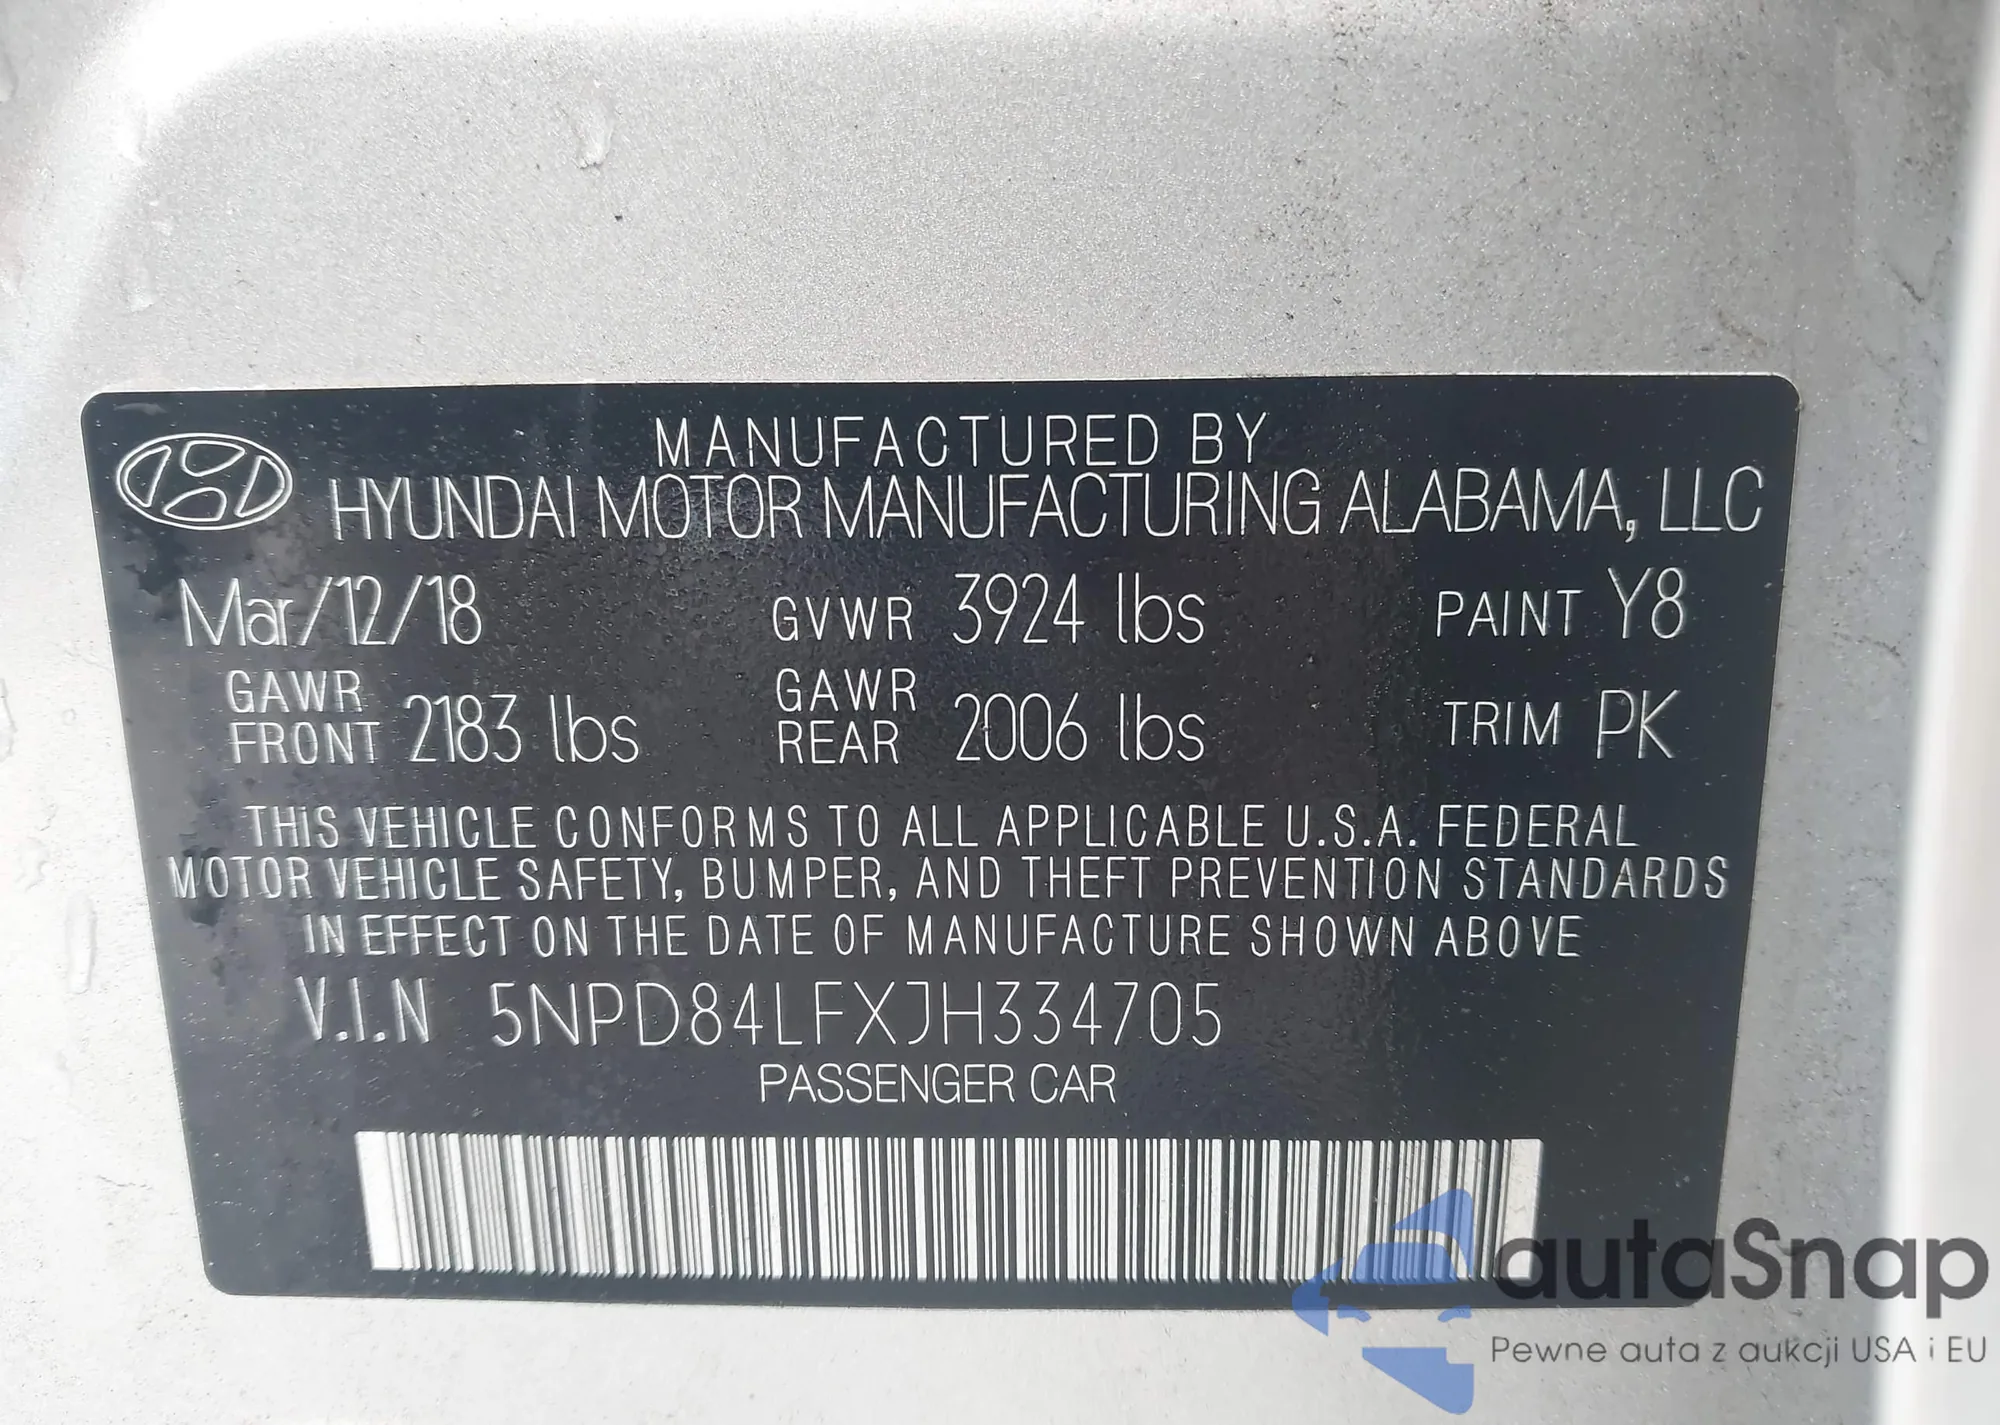 MANUFACTURED BY
HYUNDAI MOTOR MANUFACTURING ALABAMA, LLC
Mar/12/18 GVWR 3924 lbs PAINT Y8
GAWR FRONT 2183 lbs GAWR REAR 2006 lbs TRIM PK
THIS VEHICLE CONFORMS TO ALL APPLICABLE U.S.A. FEDERAL
MOTOR VEHICLE SAFETY, BUMPER, AND THEFT PREVENTION STANDARDS
IN EFFECT ON THE DATE OF MANUFACTURE SHOWN ABOVE
V.I.N 5NPD84LFXJH334705
PASSENGER CAR
autaSnap
Pewne auta z aukcji USA i EU